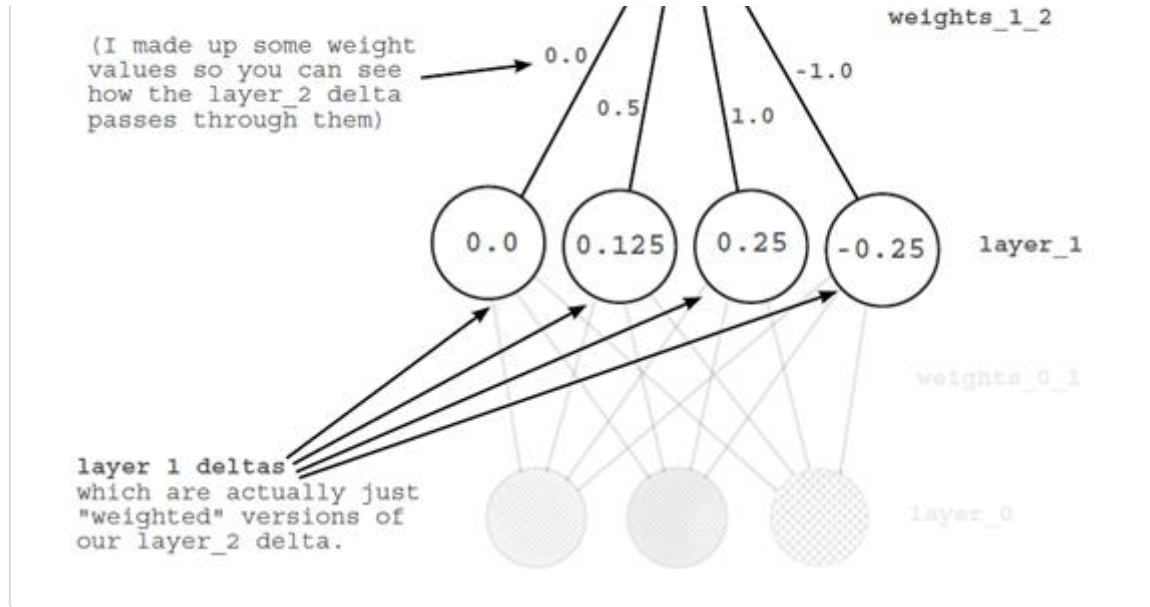 weights_1_2
(I made up some weight
values so you can see
how the layer_2 delta
passes through them)
0.0
-1.0
0.5
1.0
0.0
0.125
0.25
-0.25
layer_1
weights_0_1
layer 1 deltas
which are actually just
"weighted" versions of
our layer_2 delta.
layer_0